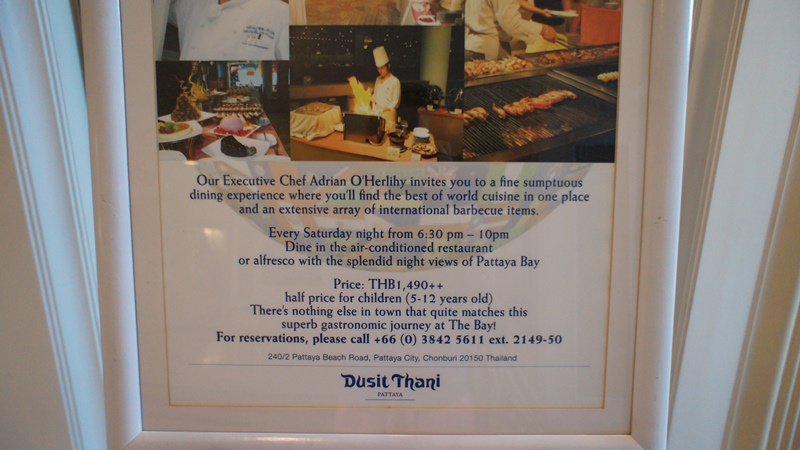 Our Executive Chef Adrian O'Herlihy invites you to a fine sumptuous
dining experience where you'll find the best of world cuisine in one place
and an extensive array of international barbecue items.
Every Saturday night from 6:30 pm – 10pm
Dine in the air-conditioned restaurant
or alfresco with the splendid night views of Pattaya Bay
Price: THB1,490++
half price for children (5-12 years old)
There's nothing else in town that quite matches this
superb gastronomic journey at The Bay!
For reservations, please call +66 (0) 3842 5611 ext. 2149-50
240/2 Pattaya Beach Road, Pattaya City, Chonburi 20150 Thailand
Dusit Thani
PATTAYA